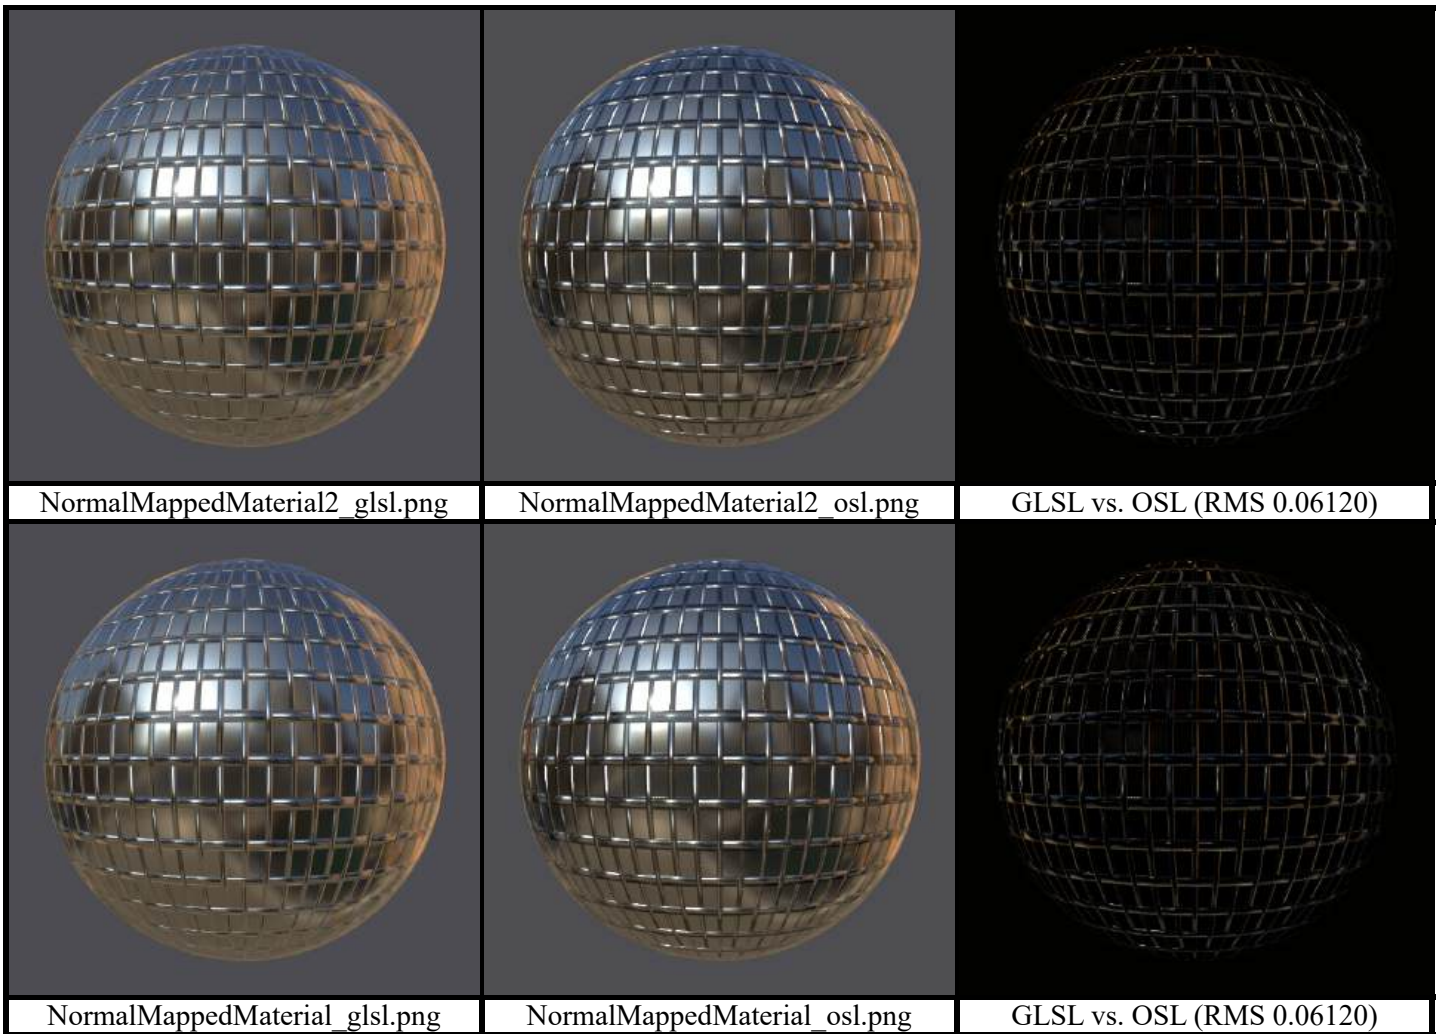 NormalMappedMaterial2_glsl.png
NormalMappedMaterial2_osl.png
GLSL vs. OSL (RMS 0.06120)
NormalMappedMaterial_glsl.png
NormalMappedMaterial_osl.png
GLSL vs. OSL (RMS 0.06120)